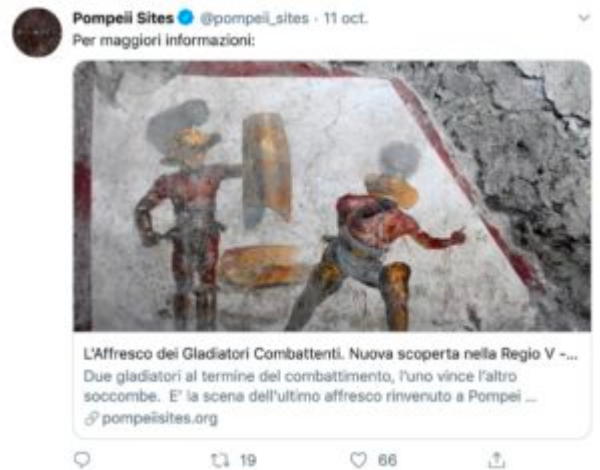 Pompeii Sites @pompeii_sites · 11 oct.
Per maggiori informazioni:
L'Affresco dei Gladiatori Combattenti. Nuova scoperta nella Regio V -...
Due gladiatori al termine del combattimento, l'uno vince l'altro
soccombe. E' la scena dell'ultimo affresco rinvenuto a Pompei ...
pompeiisites.org
19 66